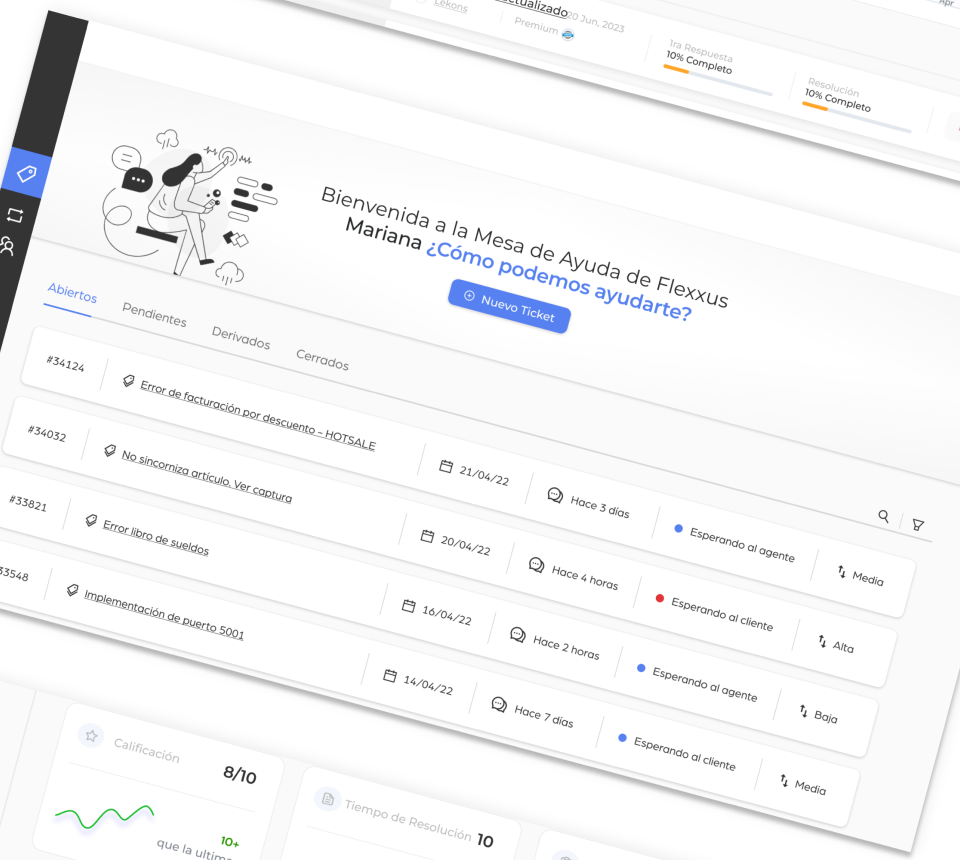 Lekons
ctualizado
20 Jun, 2023
Apr
Premium
1ra Respuesta
10% Completo
Resolución
10% Completo
Bienvenida a la Mesa de Ayuda de Flexxus
Mariana ¿Cómo podemos ayudarte?
Nuevo Ticket
Abiertos
Pendientes
Derivados
Cerrados
#34124
Error de facturación por descuento – HOTSALE
21/04/22
Hace 3 días
Esperando al agente
Media
#34032
No sincorniza artículo. Ver captura
20/04/22
Hace 4 horas
Esperando al cliente
Alta
#33821
Error libro de sueldos
16/04/22
Hace 2 horas
Esperando al agente
Baja
33548
Implementación de puerto 5001
14/04/22
Hace 7 días
Esperando al cliente
Media
Calificación
8/10
10+
que la ultima
Tiempo de Resolución
10